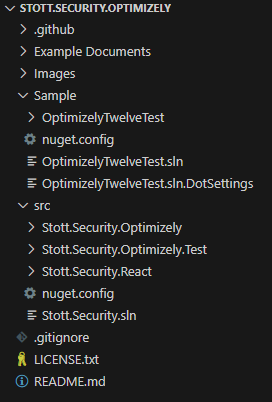 STOTT.SECURITY.OPTIMIZELY
.github
Example Documents
Images
Sample
OptimizelyTwelveTest
nuget.config
OptimizelyTwelveTest.sln
OptimizelyTwelveTest.sln.DotSettings
src
Stott.Security.Optimizely
Stott.Security.Optimizely.Test
Stott.Security.React
nuget.config
Stott.Security.sln
.gitignore
LICENSE.txt
README.md